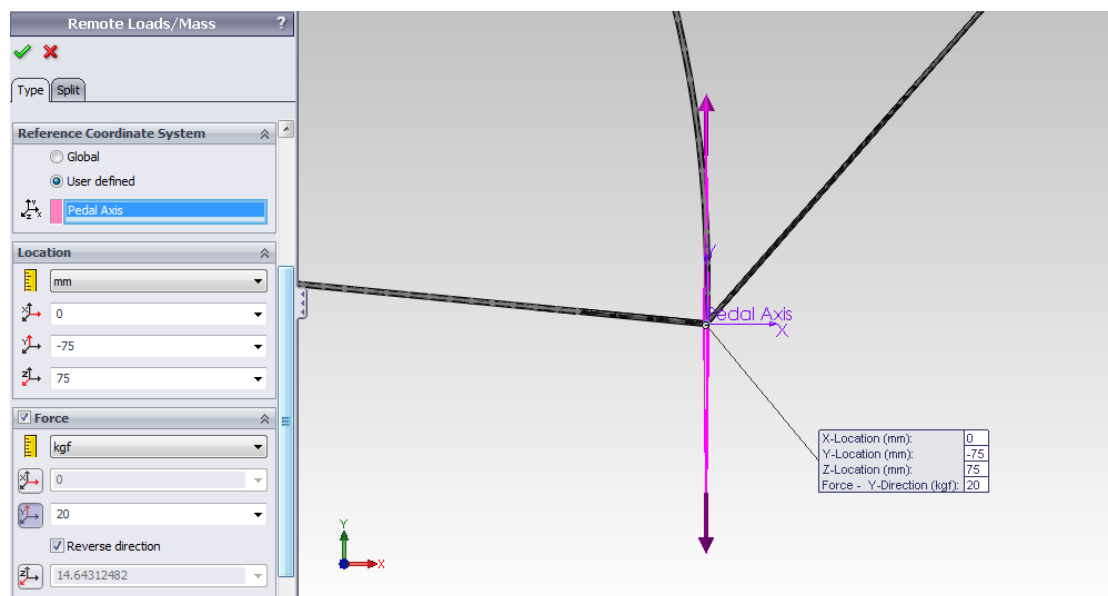 Remote Loads/Mass ?
Type Split
Reference Coordinate System
Global
User defined
Pedal Axis
Location
mm
0
-75
75
Force
kgf
0
20
Reverse direction
14.64312482
Y
Pedal Axis
X
X-Location (mm): 0
Y-Location (mm): -75
Z-Location (mm): 75
Force - Y-Direction (kgf): 20
Y
X